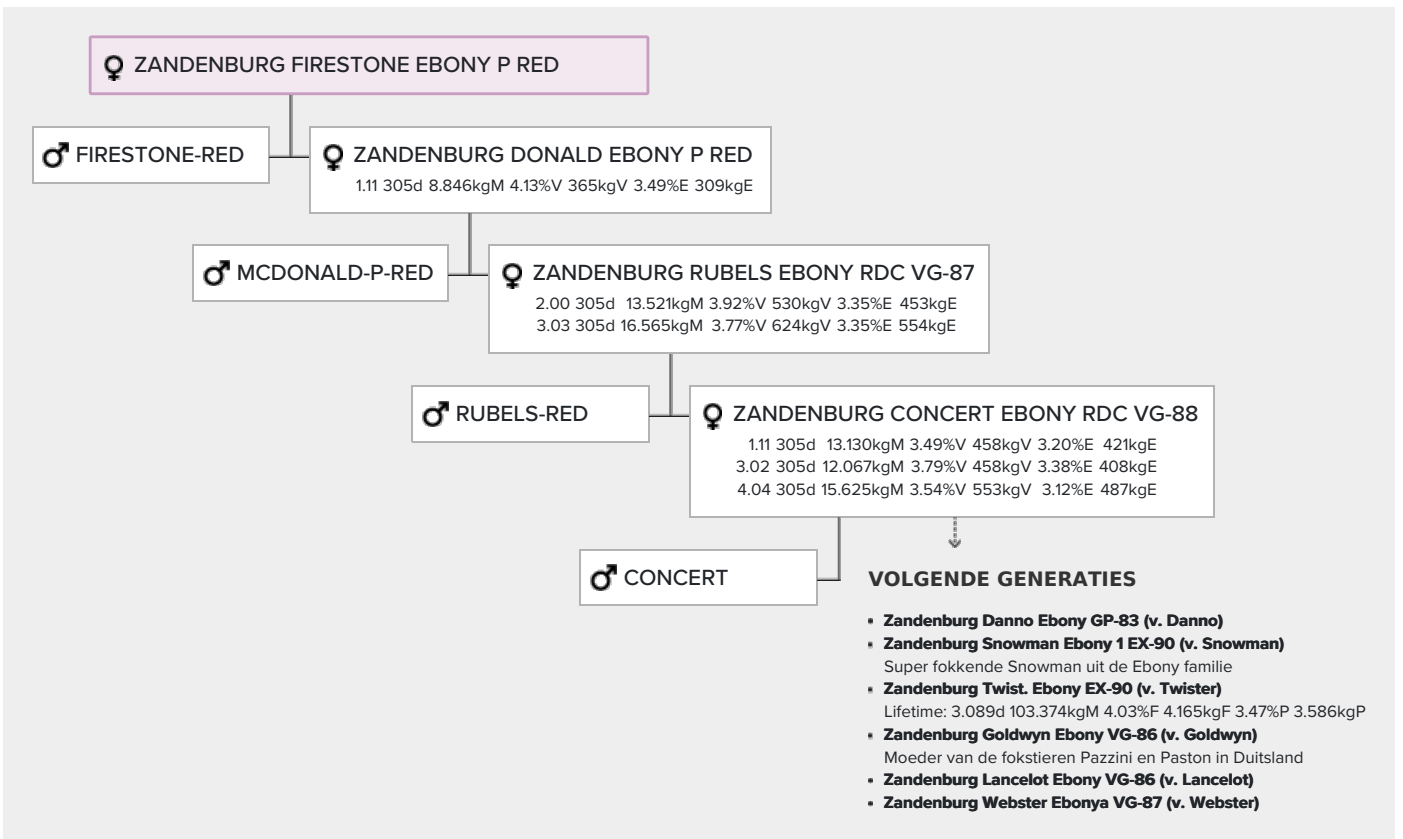 ZANDENBURG FIRESTONE EBONY P RED
FIRESTONE-RED
ZANDENBURG DONALD EBONY P RED
1.11 305d 8.846kgM 4.13%V 365kgV 3.49%E 309kgE
MCDONALD-P-RED
ZANDENBURG RUBELS EBONY RDC VG-87
2.00 305d 13.521kgM 3.92%V 530kgV 3.35%E 453kgE
3.03 305d 16.565kgM 3.77%V 624kgV 3.35%E 554kgE
RUBELS-RED
ZANDENBURG CONCERT EBONY RDC VG-88
1.11 305d 13.130kgM 3.49%V 458kgV 3.20%E 421kgE
3.02 305d 12.067kgM 3.79%V 458kgV 3.38%E 408kgE
4.04 305d 15.625kgM 3.54%V 553kgV 3.12%E 487kgE
CONCERT
VOLGENDE GENERATIES
Zandenburg Danno Ebony GP-83 (v. Danno)
Zandenburg Snowman Ebony 1 EX-90 (v. Snowman)
Super fokkende Snowman uit de Ebony familie
Zandenburg Twist. Ebony EX-90 (v. Twister)
Lifetime: 3.089d 103.374kgM 4.03%F 4.165kgF 3.47%P 3.586kgP
Zandenburg Goldwyn Ebony VG-86 (v. Goldwyn)
Moeder van de fokstieren Pazzini en Paston in Duitsland
Zandenburg Lancelot Ebony VG-86 (v. Lancelot)
Zandenburg Webster Ebonya VG-87 (v. Webster)